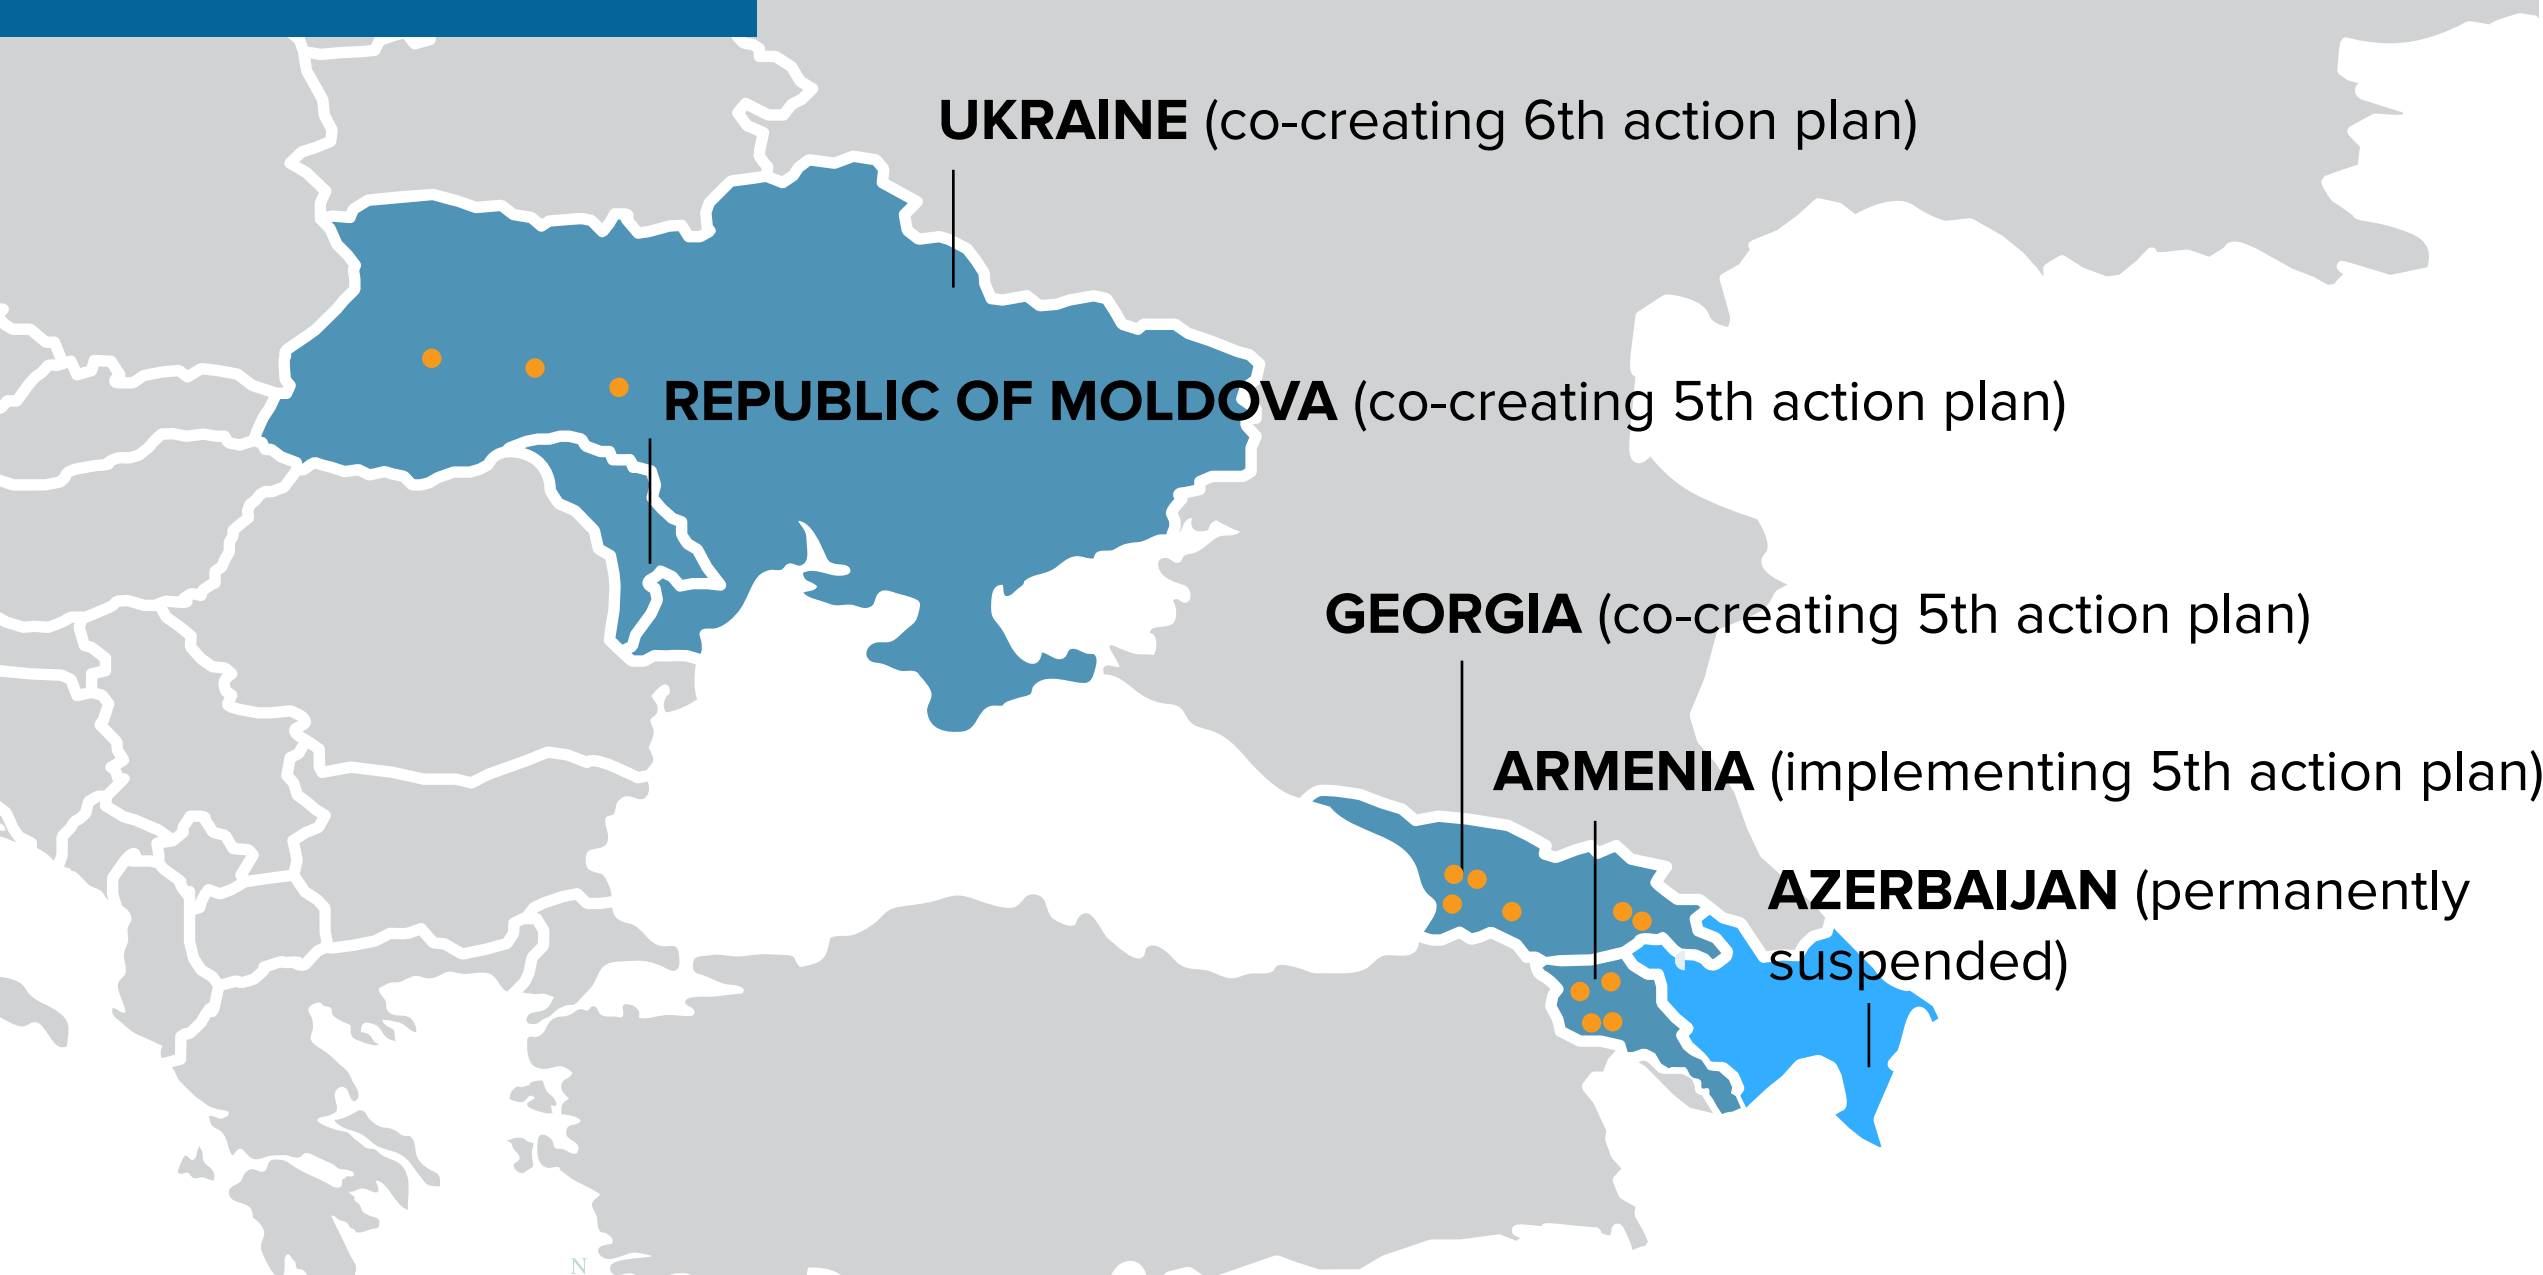 UKRAINE (co-creating 6th action plan)
REPUBLIC OF MOLDOVA (co-creating 5th action plan)
GEORGIA (co-creating 5th action plan)
ARMENIA (implementing 5th action plan)
AZERBAIJAN (permanently
suspended)
N